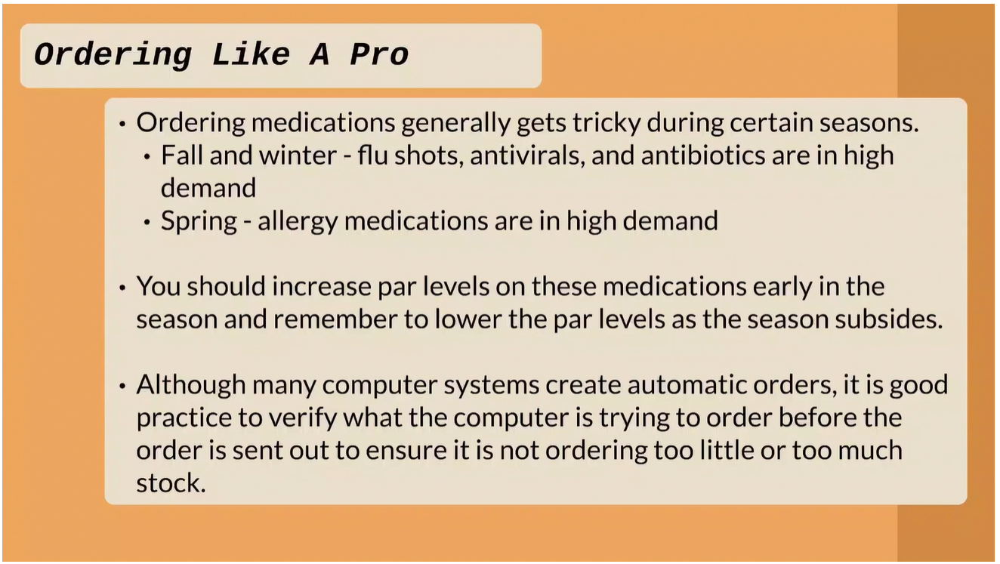 Ordering Like A Pro
• Ordering medications generally gets tricky during certain seasons.
• Fall and winter - flu shots, antivirals, and antibiotics are in high
demand
• Spring - allergy medications are in high demand
• You should increase par levels on these medications early in the
season and remember to lower the par levels as the season subsides.
• Although many computer systems create automatic orders, it is good
practice to verify what the computer is trying to order before the
order is sent out to ensure it is not ordering too little or too much
stock.